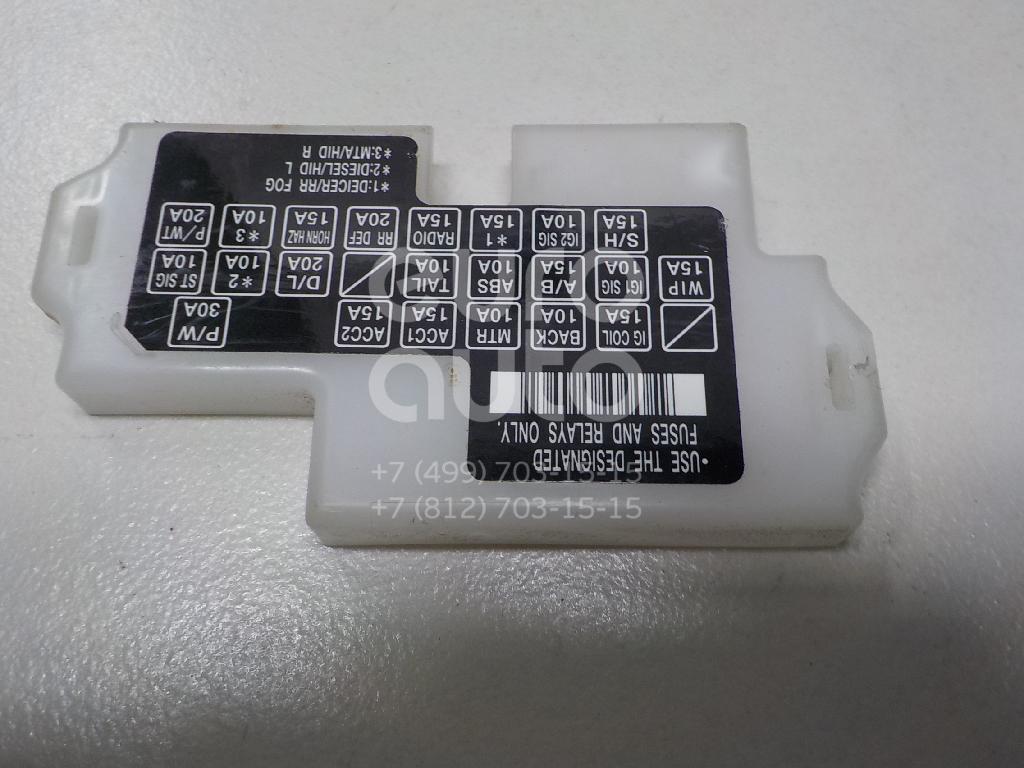 •USE THE DESIGNATED
FUSES AND RELAYS ONLY.
IG COIL BACK MTR ACC1 ACC2 P/W
15A 10A 10A 15A 15A 30A
WIP IG1 SIG A/B ABS TAIL D/L *2 ST SIG
15A 10A 15A 10A 10A 20A 10A 10A
S/H IG2 SIG *1 RADIO RR DEF HORN HAZ *3 P/WT
15A 10A 15A 15A 20A 15A 10A 20A
*1:DEICER/RR FOG
*2:DIESEL/HID L
*3:MTA/HID R
euro
auto
+7 (499) 703-15-15
+7 (812) 703-15-15